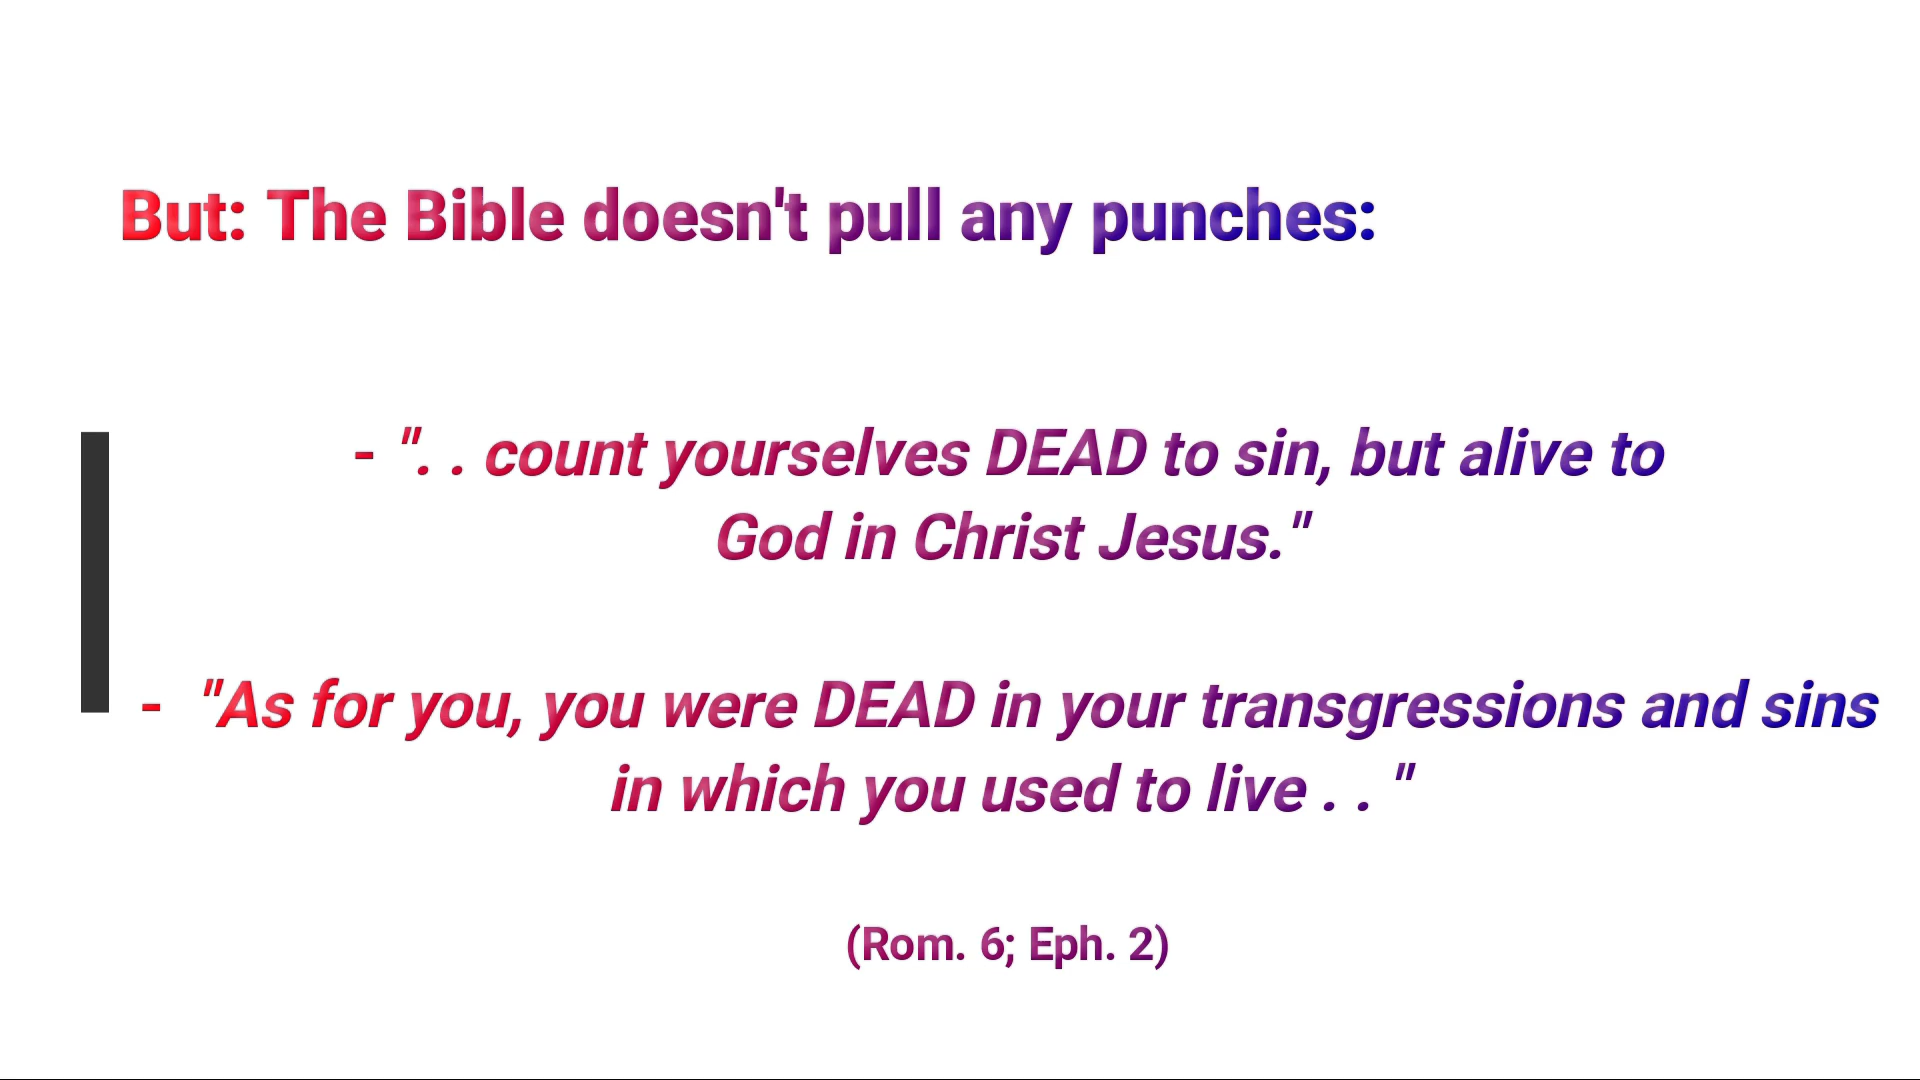 But: The Bible doesn't pull any punches:
- ". . count yourselves DEAD to sin, but alive to
God in Christ Jesus."
- "As for you, you were DEAD in your transgressions and sins
in which you used to live . . "
(Rom. 6; Eph. 2)